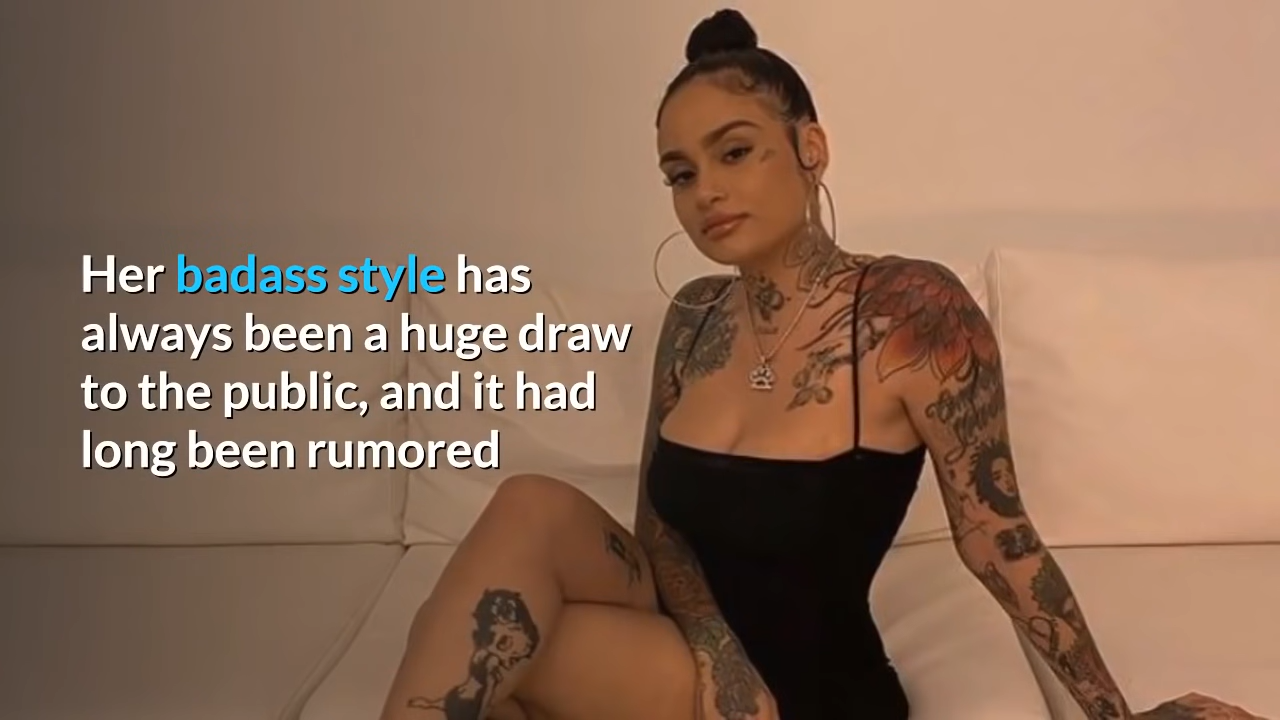 Her badass style has
always been a huge draw
to the public, and it had
long been rumored